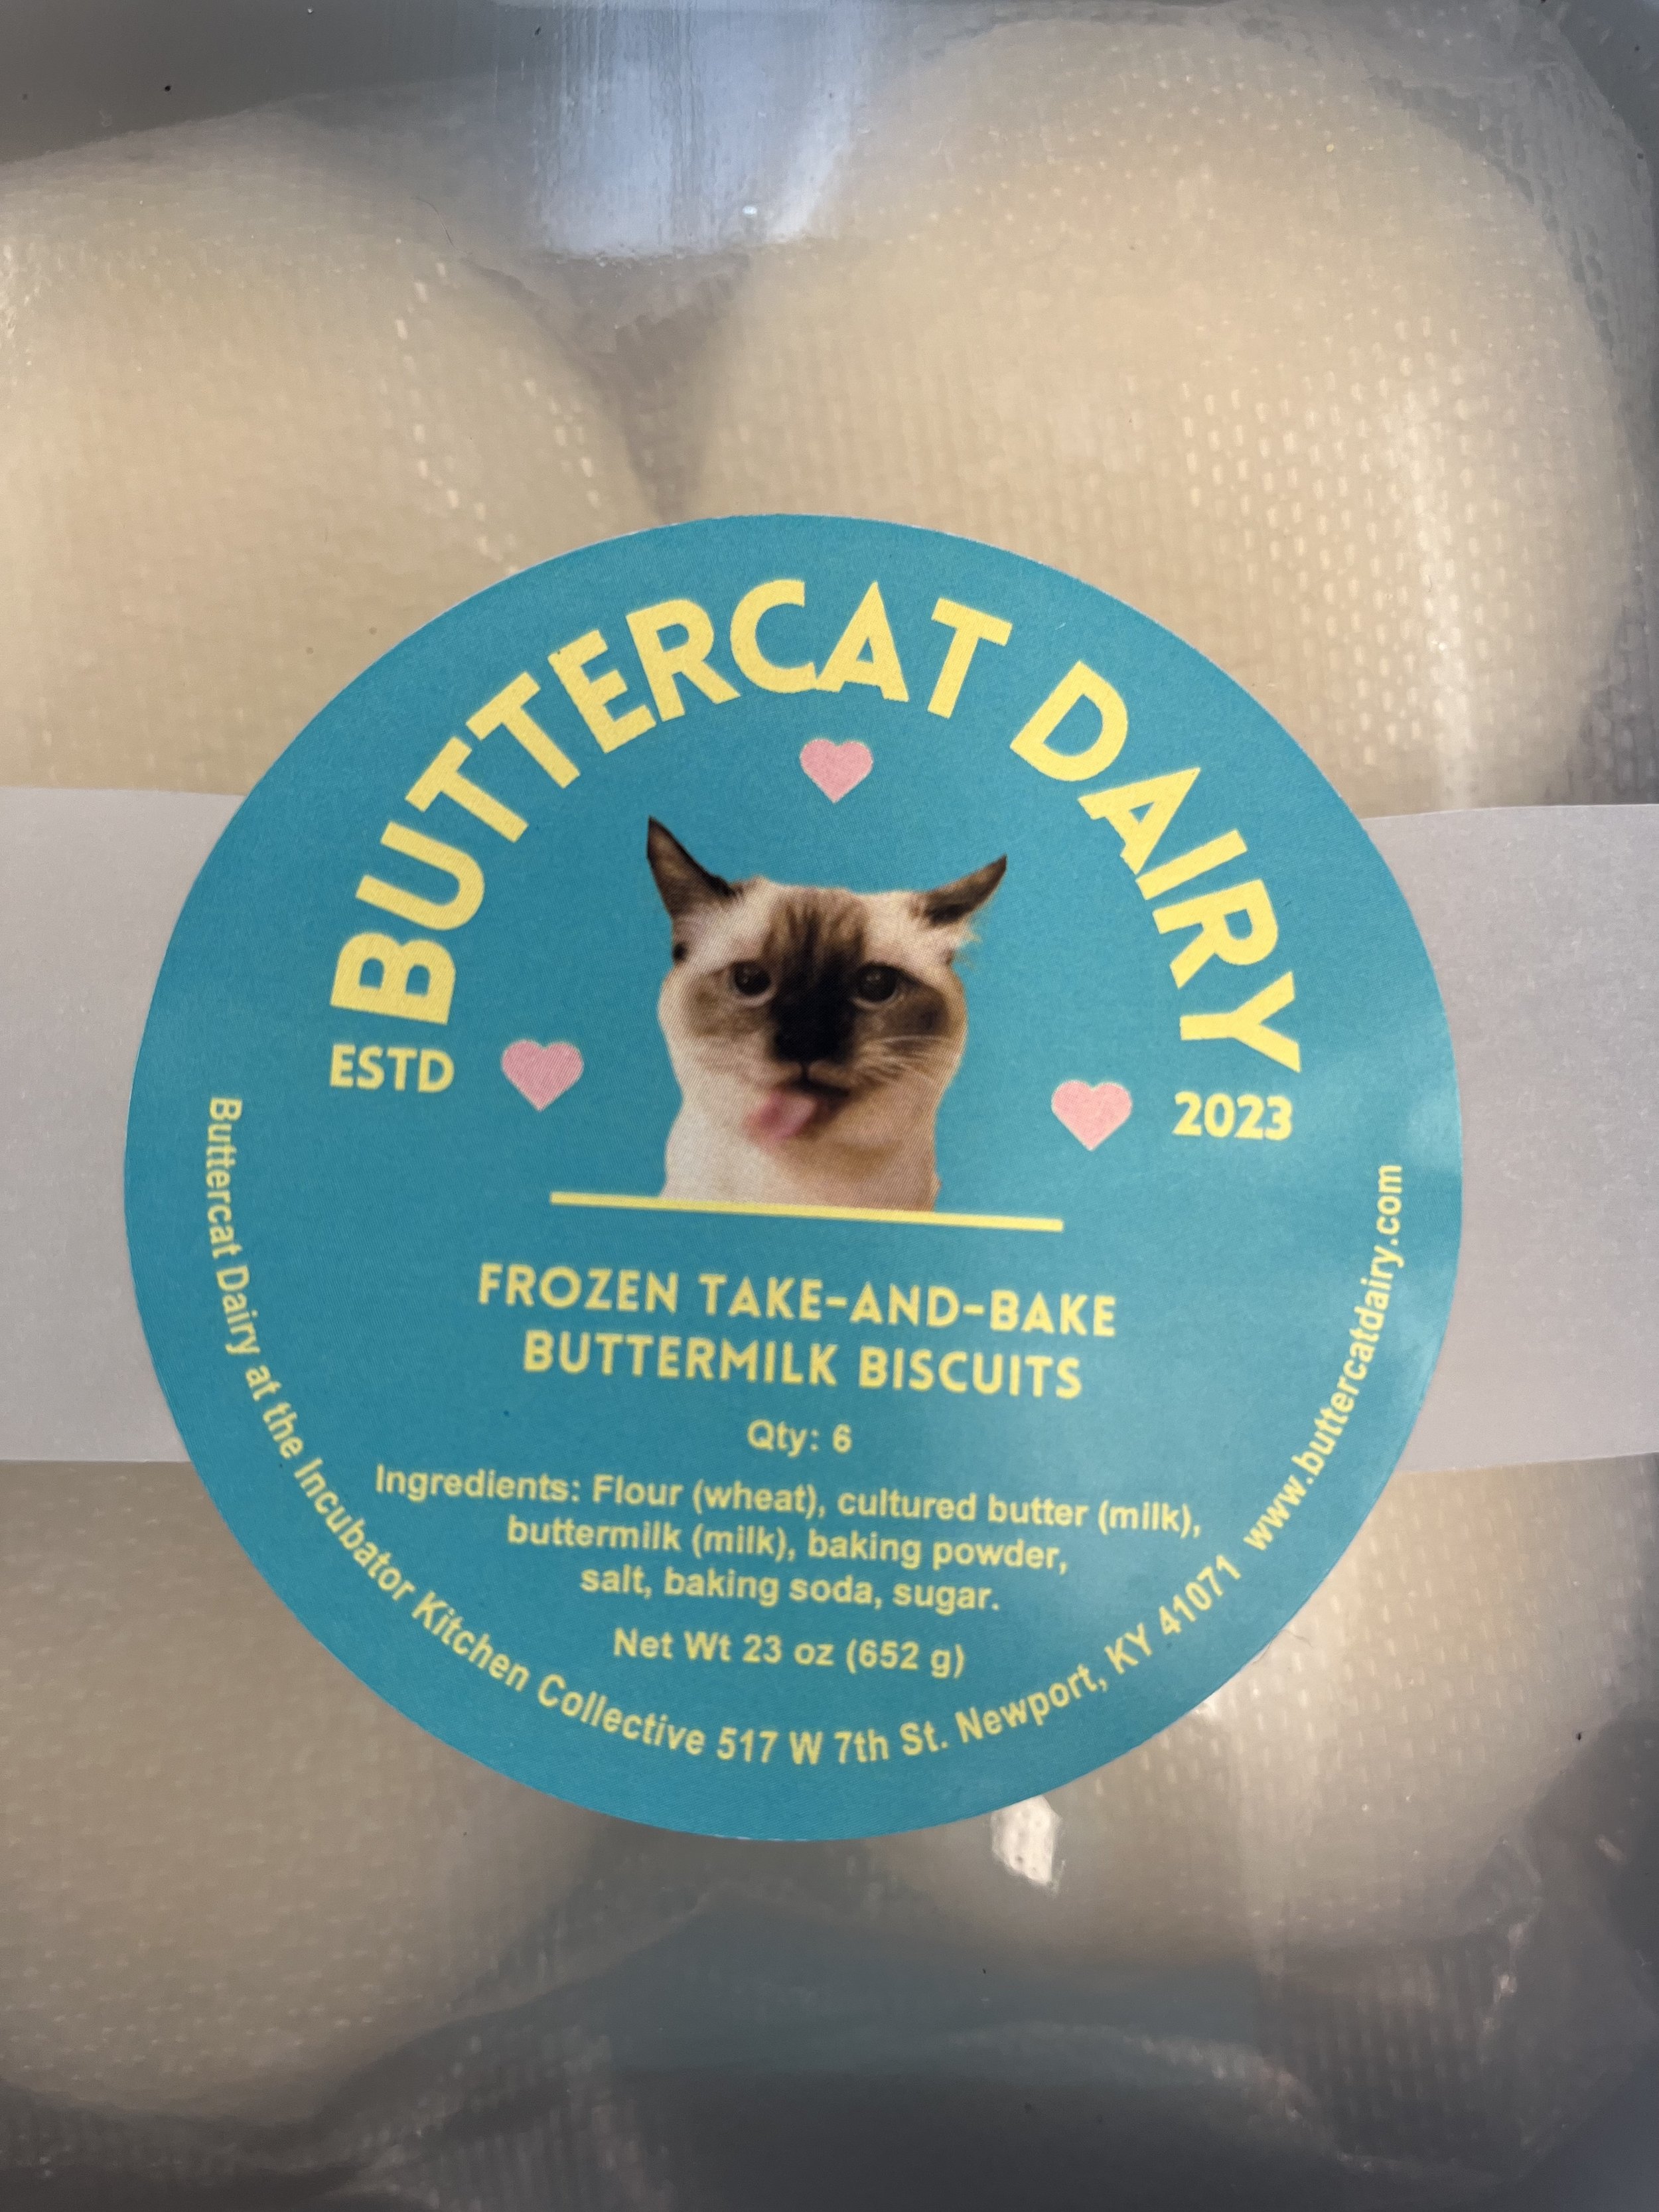 BUTTERCAT DAIRY
ESTD
2023
FROZEN TAKE-AND-BAKE
BUTTERMILK BISCUITS
Qty: 6
Ingredients: Flour (wheat), cultured butter (milk),
buttermilk (milk), baking powder,
salt, baking soda, sugar.
Net Wt 23 oz (652 g)
Buttercat Dairy at the Incubator Kitchen Collective 517 W 7th St. Newport, KY 41071 www.buttercatdairy.com